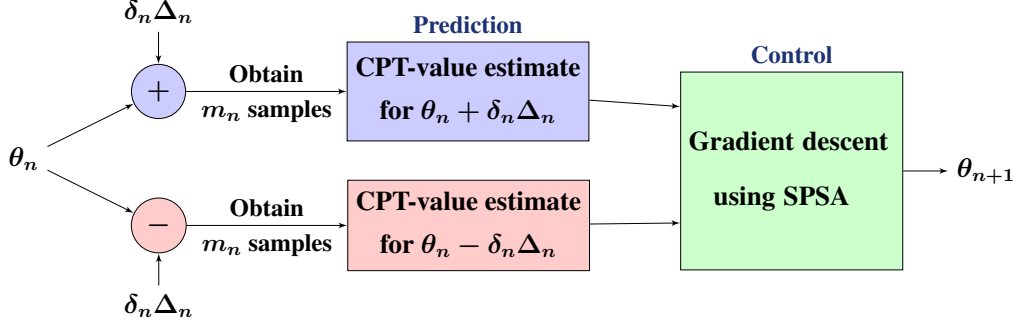 δₙΔₙ
Prediction
Control
+
Obtain
mₙ samples
CPT-value estimate
for θₙ + δₙΔₙ
θₙ
Gradient descent
using SPSA
θₙ₊₁
−
Obtain
mₙ samples
CPT-value estimate
for θₙ − δₙΔₙ
δₙΔₙ